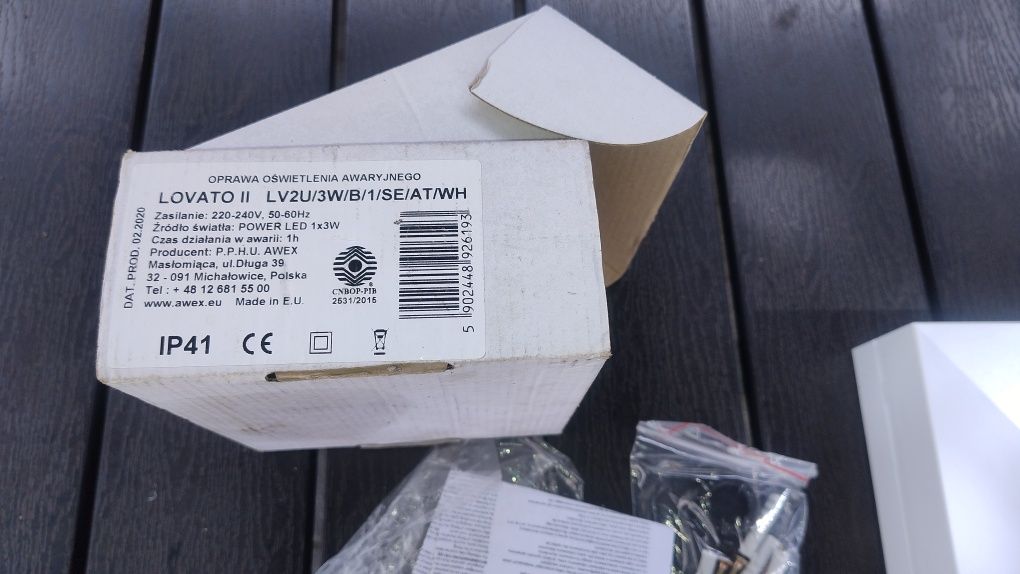 OPRAWA OŚWIETLENIA AWARYJNEGO
LOVATO II LV2U/3W/B/1/SE/AT/WH
Zasilanie: 220-240V, 50-60Hz
Źródło światła: POWER LED 1x3W
Czas działania w awarii: 1h
Producent: P.P.H.U. AWEX
Masłomiąca, ul.Długa 39
32 - 091 Michałowice, Polska
Tel : + 48 12 681 55 00
www.awex.eu Made in E.U.
DAT. PROD. 02.2020
CNBOP-PIB
®
2531/2015
5 902448 926193
IP41 CE